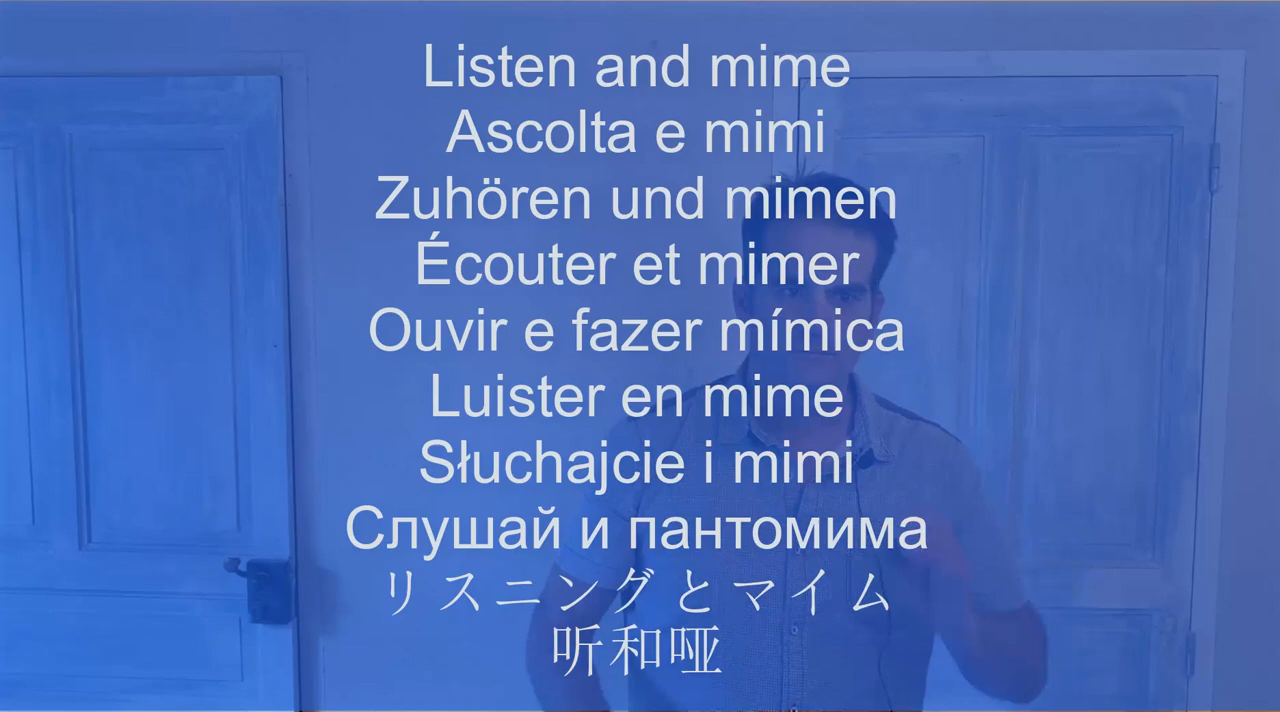 Listen and mime
Ascolta e mimi
Zuhören und mimen
Écouter et mimer
Ouvir e fazer mímica
Luister en mime
Słuchajcie i mimi
Слушай и пантомима
リスニングとマイム
听和哑